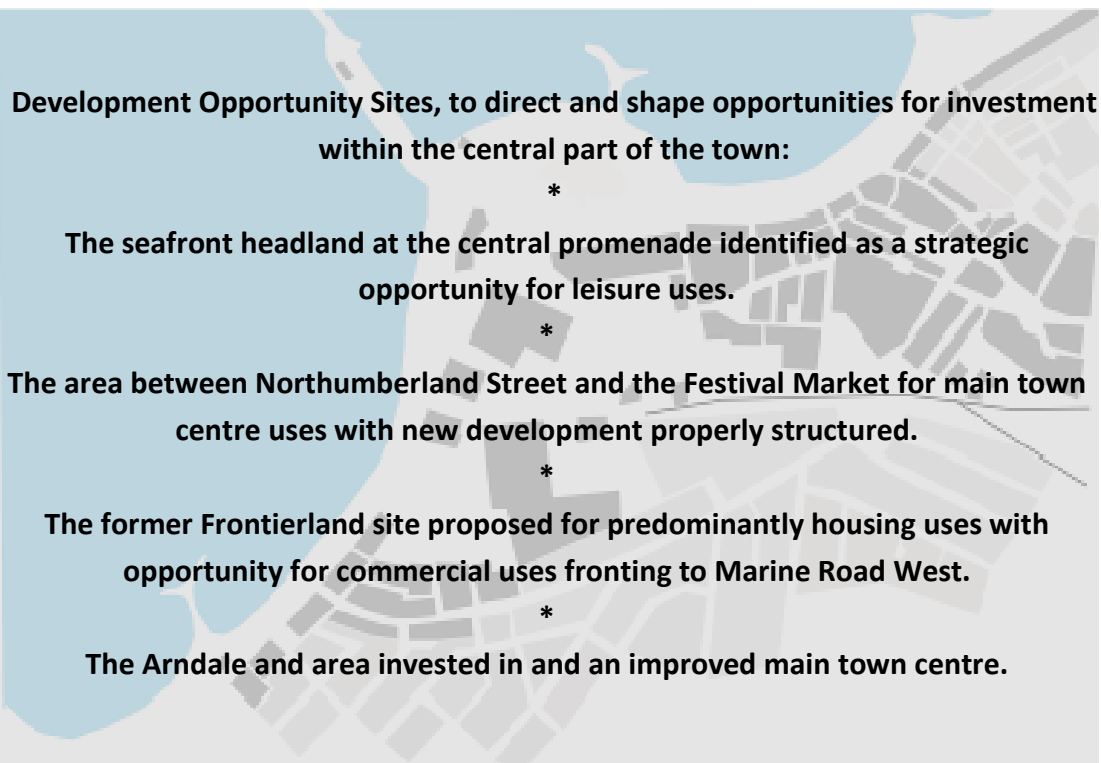 Development Opportunity Sites, to direct and shape opportunities for investment
within the central part of the town:
*
The seafront headland at the central promenade identified as a strategic
opportunity for leisure uses.
*
The area between Northumberland Street and the Festival Market for main town
centre uses with new development properly structured.
*
The former Frontierland site proposed for predominantly housing uses with
opportunity for commercial uses fronting to Marine Road West.
*
The Arndale and area invested in and an improved main town centre.